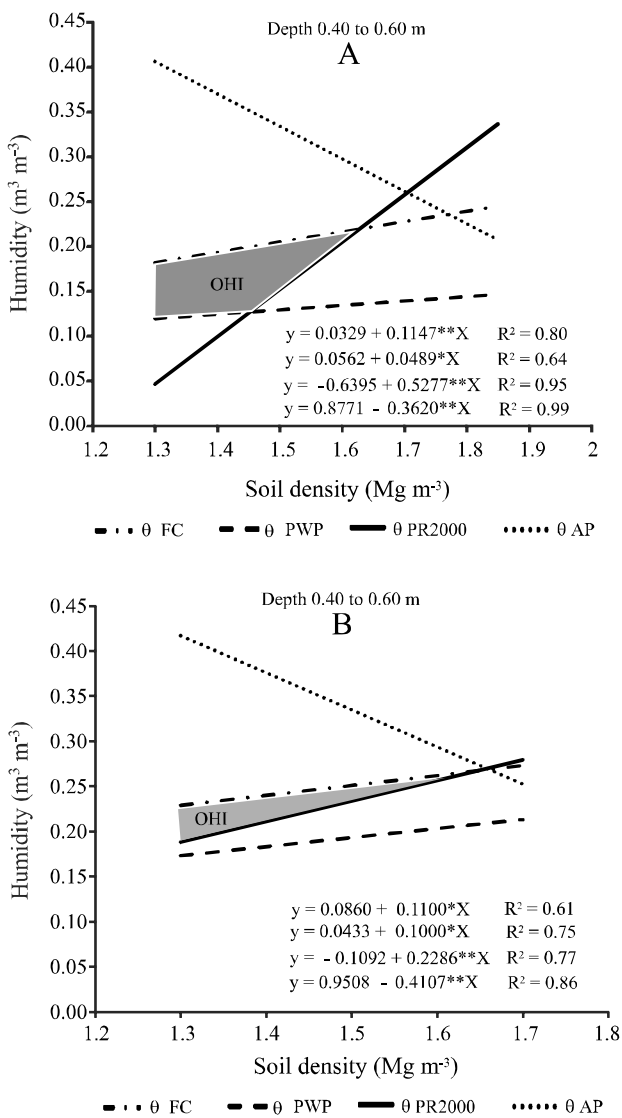 Depth 0.40 to 0.60 m
A
Humidity (m³ m⁻³)
0.45
0.40
0.35
0.30
0.25
0.20
0.15
0.10
0.05
0.00
OHI
y = 0.0329 + 0.1147**X R² = 0.80
y = 0.0562 + 0.0489*X R² = 0.64
y = -0.6395 + 0.5277**X R² = 0.95
y = 0.8771 - 0.3620**X R² = 0.99
1.2 1.3 1.4 1.5 1.6 1.7 1.8 1.9 2
Soil density (Mg m⁻³)
θ FC θ PWP θ PR2000 θ AP
Depth 0.40 to 0.60 m
B
Humidity (m³ m⁻³)
0.45
0.40
0.35
0.30
0.25
0.20
0.15
0.10
0.05
0.00
OHI
y = 0.0860 + 0.1100*X R² = 0.61
y = 0.0433 + 0.1000*X R² = 0.75
y = -0.1092 + 0.2286**X R² = 0.77
y = 0.9508 - 0.4107**X R² = 0.86
1.2 1.3 1.4 1.5 1.6 1.7 1.8
Soil density (Mg m⁻³)
θ FC θ PWP θ PR2000 θ AP